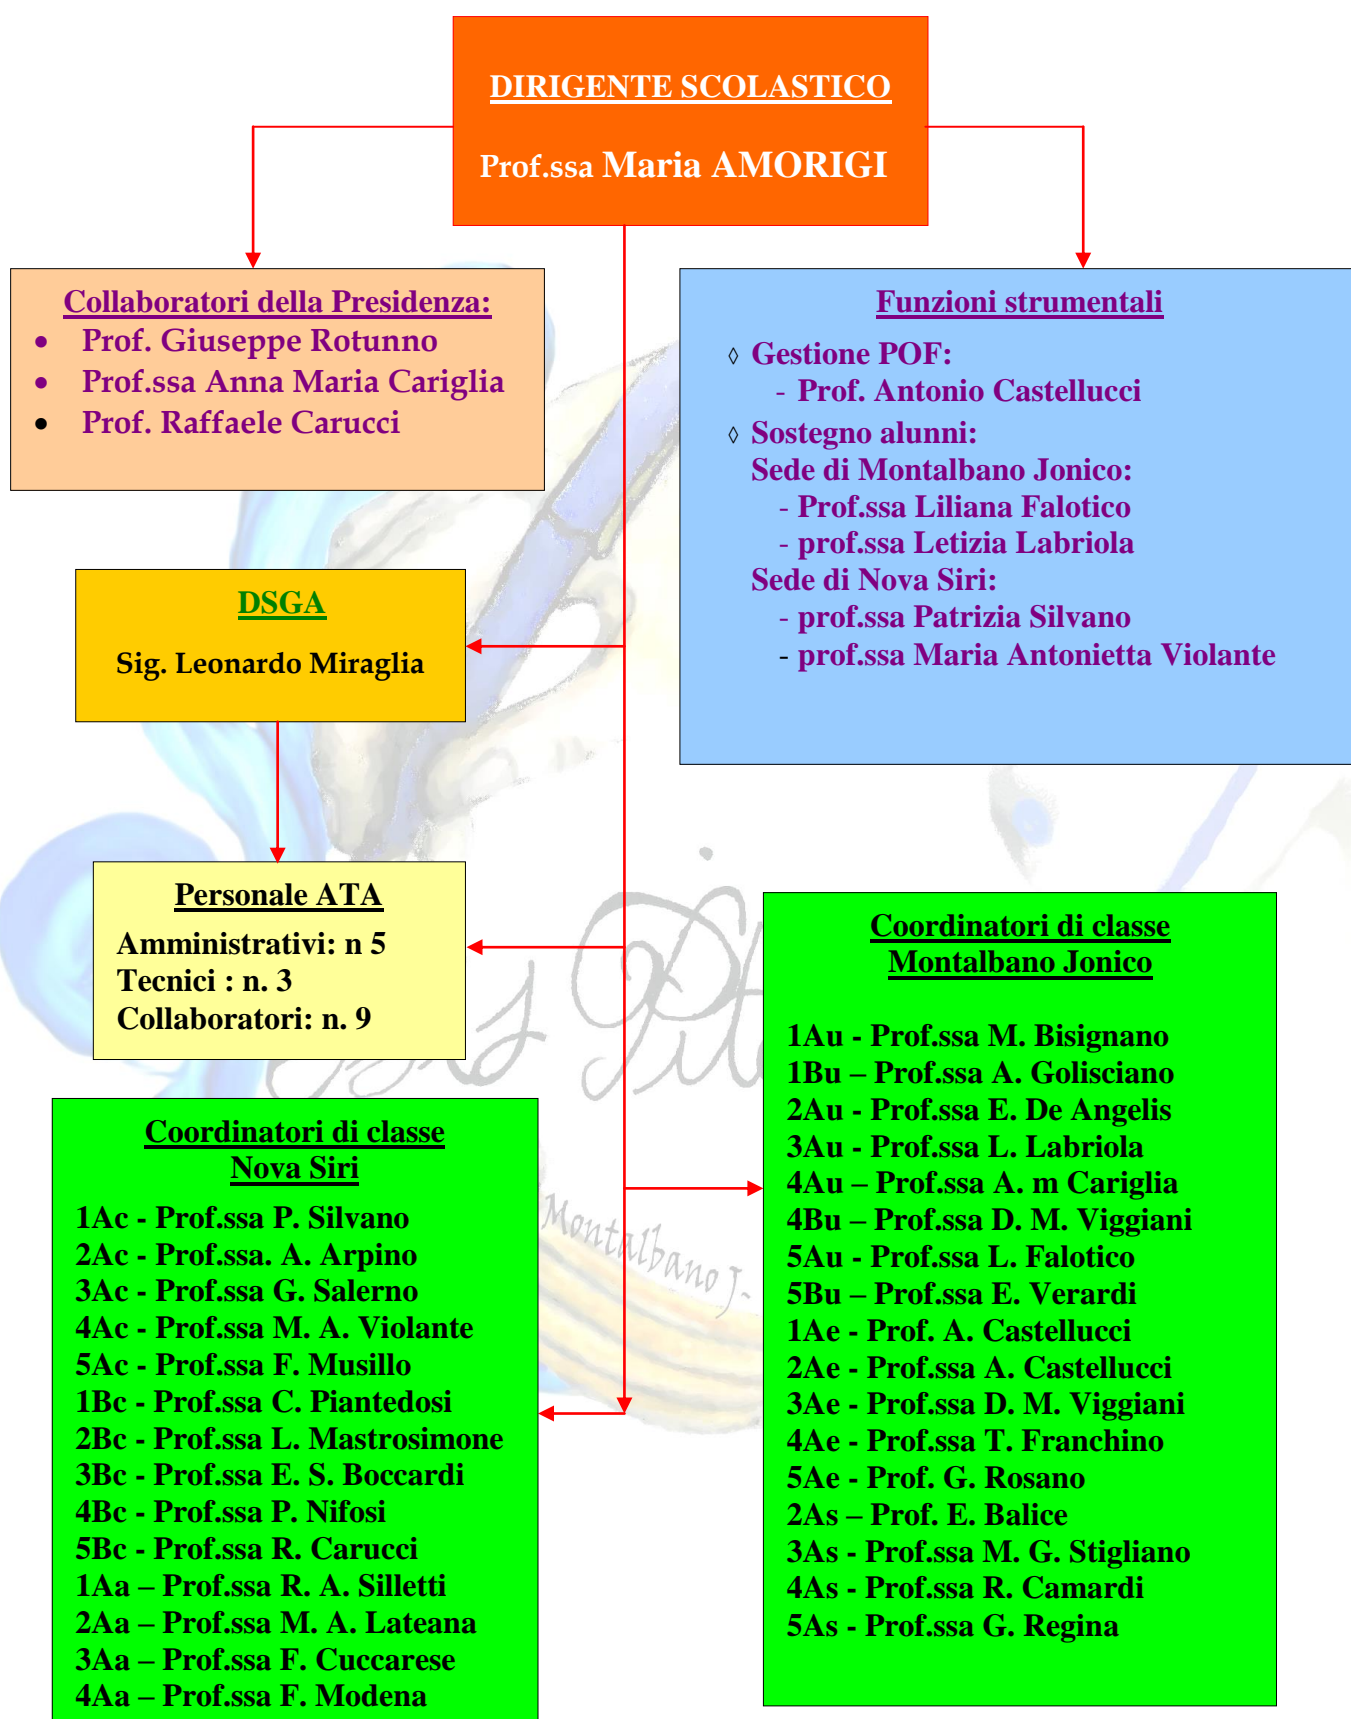 DIRIGENTE SCOLASTICO
Prof.ssa Maria AMORIGI
Collaboratori della Presidenza:
• Prof. Giuseppe Rotunno
• Prof.ssa Anna Maria Cariglia
• Prof. Raffaele Carucci
Funzioni strumentali
◊ Gestione POF:
- Prof. Antonio Castellucci
◊ Sostegno alunni:
Sede di Montalbano Jonico:
- Prof.ssa Liliana Falotico
- prof.ssa Letizia Labriola
Sede di Nova Siri:
- prof.ssa Patrizia Silvano
- prof.ssa Maria Antonietta Violante
DSGA
Sig. Leonardo Miraglia
Personale ATA
Amministrativi: n 5
Tecnici : n. 3
Collaboratori: n. 9
Coordinatori di classe
Montalbano Jonico
1Au - Prof.ssa M. Bisignano
1Bu – Prof.ssa A. Golisciano
2Au - Prof.ssa E. De Angelis
3Au - Prof.ssa L. Labriola
4Au – Prof.ssa A. m Cariglia
4Bu – Prof.ssa D. M. Viggiani
5Au - Prof.ssa L. Falotico
5Bu – Prof.ssa E. Verardi
1Ae - Prof. A. Castellucci
2Ae - Prof.ssa A. Castellucci
3Ae - Prof.ssa D. M. Viggiani
4Ae - Prof.ssa T. Franchino
5Ae - Prof. G. Rosano
2As – Prof. E. Balice
3As - Prof.ssa M. G. Stigliano
4As - Prof.ssa R. Camardi
5As - Prof.ssa G. Regina
Coordinatori di classe
Nova Siri
1Ac - Prof.ssa P. Silvano
2Ac - Prof.ssa. A. Arpino
3Ac - Prof.ssa G. Salerno
4Ac - Prof.ssa M. A. Violante
5Ac - Prof.ssa F. Musillo
1Bc - Prof.ssa C. Piantedosi
2Bc - Prof.ssa L. Mastrosimone
3Bc - Prof.ssa E. S. Boccardi
4Bc - Prof.ssa P. Nifosi
5Bc - Prof.ssa R. Carucci
1Aa – Prof.ssa R. A. Silletti
2Aa – Prof.ssa M. A. Lateana
3Aa – Prof.ssa F. Cuccarese
4Aa – Prof.ssa F. Modena
Montalbano J.